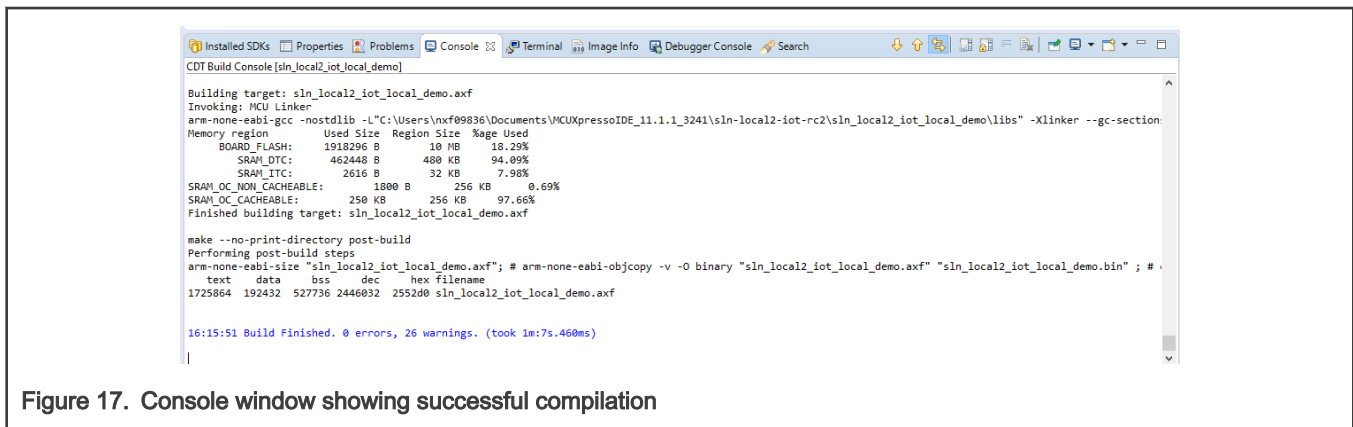 Installed SDKs Properties Problems Console Terminal Image Info Debugger Console Search
CDT Build Console [sln_local2_iot_local_demo]
Building target: sln_local2_iot_local_demo.axf
Invoking: MCU Linker
arm-none-eabi-gcc -nostdlib -L"C:\Users\nxf09836\Documents\MCUXpressoIDE_11.1.1_3241\sln-local2-iot-rc2\sln_local2_iot_local_demo\libs" -Xlinker --gc-section
Memory region Used Size Region Size %age Used
BOARD_FLASH: 1918296 B 10 MB 18.29%
SRAM_DTC: 462448 B 480 KB 94.09%
SRAM_ITC: 2616 B 32 KB 7.98%
SRAM_OC_NON_CACHEABLE: 1800 B 256 KB 0.69%
SRAM_OC_CACHEABLE: 250 KB 256 KB 97.66%
Finished building target: sln_local2_iot_local_demo.axf
make --no-print-directory post-build
Performing post-build steps
arm-none-eabi-size "sln_local2_iot_local_demo.axf"; # arm-none-eabi-objcopy -v -O binary "sln_local2_iot_local_demo.axf" "sln_local2_iot_local_demo.bin" ; #
text data bss dec hex filename
1725864 192432 527736 2446032 2552d0 sln_local2_iot_local_demo.axf
16:15:51 Build Finished. 0 errors, 26 warnings. (took 1m:7s.460ms)
Figure 17. Console window showing successful compilation